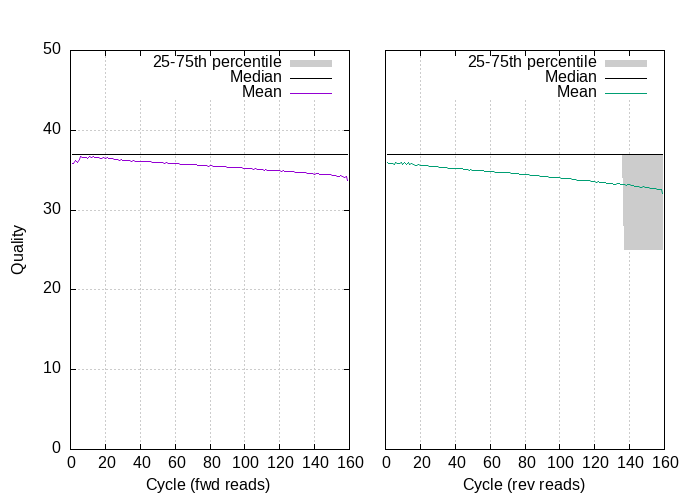 50
40
30
20
10
0
Quality
25-75th percentile
Median
Mean
0 20 40 60 80 100 120 140 160
Cycle (fwd reads)
25-75th percentile
Median
Mean
0 20 40 60 80 100 120 140 160
Cycle (rev reads)